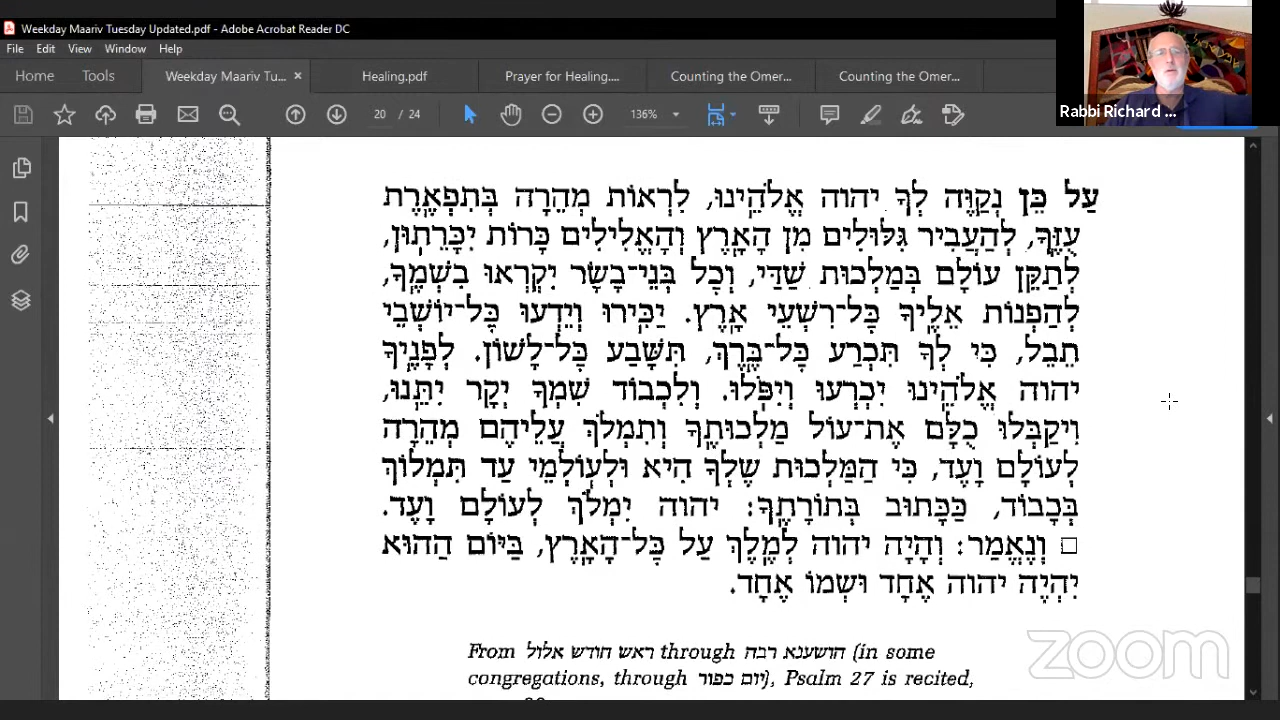 Weekday Maariv Tuesday Updated.pdf - Adobe Acrobat Reader DC
File Edit View Window Help
Home Tools Weekday Maariv Tu... × Healing.pdf Prayer for Healing.... Counting the Omer... Counting the Omer...
20 / 24 136%
Rabbi Richard ...
עַל כֵּן נְקַוֶּה לְּךָ יהוה אֱלֹהֵֽינוּ, לִרְאוֹת מְהֵרָה בְּתִפְאֶֽרֶת
עֻזֶּֽךָ, לְהַעֲבִיר גִּלּוּלִים מִן הָאָֽרֶץ וְהָאֱלִילִים כָּרוֹת יִכָּרֵתֽוּן,
לְתַקֵּן עוֹלָם בְּמַלְכוּת שַׁדַּי, וְכָל בְּנֵי־בָשָׂר יִקְרְאוּ בִשְׁמֶֽךָ,
לְהַפְנוֹת אֵלֶֽיךָ כָּל־רִשְׁעֵי אָֽרֶץ. יַכִּֽירוּ וְיֵדְעוּ כָּל־יוֹשְׁבֵי
תֵבֵל, כִּי לְךָ תִּכְרַע כָּל־בֶּֽרֶךְ, תִּשָּׁבַע כָּל־לָשׁוֹן. לְפָנֶֽיךָ
יהוה אֱלֹהֵֽינוּ יִכְרְעוּ וְיִפֹּֽלוּ. וְלִכְבוֹד שִׁמְךָ יְקָר יִתֵּֽנוּ,
וִיקַבְּלוּ כֻלָּם אֶת־עוֹל מַלְכוּתֶֽךָ וְתִמְלֹךְ עֲלֵיהֶם מְהֵרָה
לְעוֹלָם וָעֶד, כִּי הַמַּלְכוּת שֶׁלְּךָ הִיא וּלְעֽוֹלְמֵי עַד תִּמְלוֹךְ
בְּכָבוֹד, כַּכָּתוּב בְּתוֹרָתֶֽךָ: יהוה יִמְלֹךְ לְעוֹלָם וָעֶד.
□ וְנֶאֱמַר: וְהָיָה יהוה לְמֶֽלֶךְ עַל כָּל־הָאָֽרֶץ, בַּיּוֹם הַהוּא
יִהְיֶה יהוה אֶחָד וּשְׁמוֹ אֶחָד.
From ראש חודש אלול through הושענא רבה (in some
congregations, through יום כפור), Psalm 27 is recited,
zoom